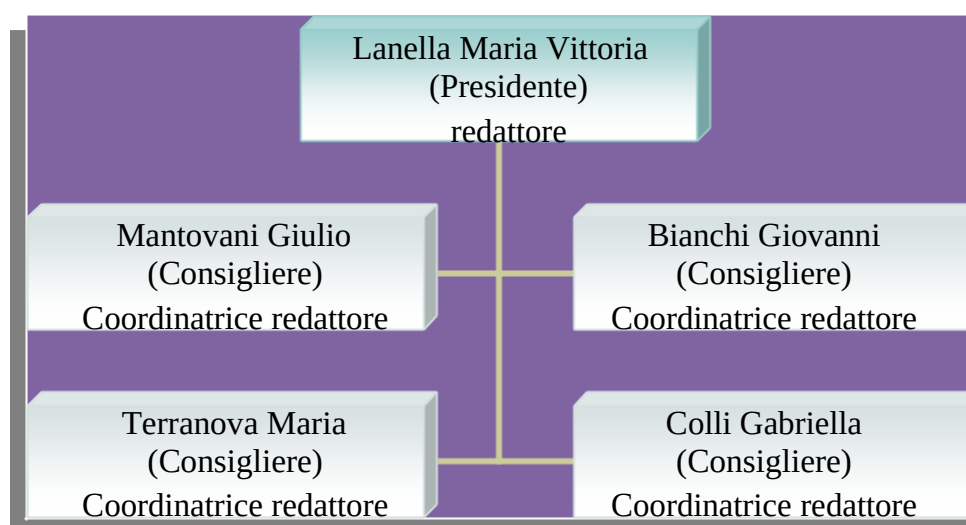 Lanella Maria Vittoria
(Presidente)
redattore
Mantovani Giulio
(Consigliere)
Coordinatrice redattore
Bianchi Giovanni
(Consigliere)
Coordinatrice redattore
Terranova Maria
(Consigliere)
Coordinatrice redattore
Colli Gabriella
(Consigliere)
Coordinatrice redattore